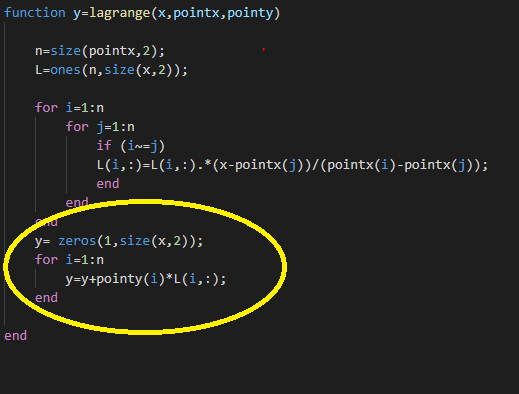 function y=lagrange(x,pointx,pointy)
n=size(pointx,2);
L=ones(n,size(x,2));
for i=1:n
for j=1:n
if (i~=j)
L(i,:)=L(i,:).*(x-pointx(j))/(pointx(i)-pointx(j));
end
end
end
y= zeros(1,size(x,2));
for i=1:n
y=y+pointy(i)*L(i,:);
end
end